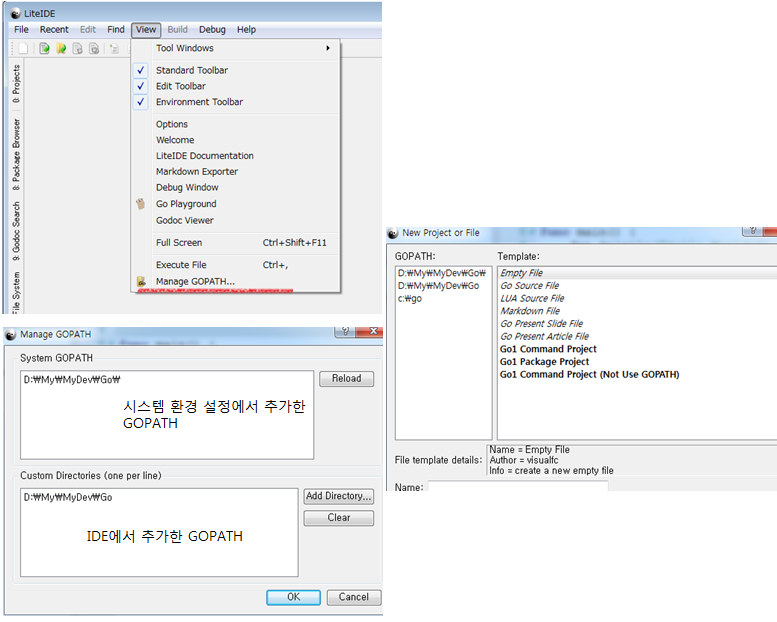 LiteIDE
File Recent Edit Find View Build Debug Help
Tool Windows
Standard Toolbar
Edit Toolbar
Environment Toolbar
Options
Welcome
LiteIDE Documentation
Markdown Exporter
Debug Window
Go Playground
Godoc Viewer
Full Screen Ctrl+Shift+F11
Execute File Ctrl+,
Manage GOPATH...
0: Projects
8: Package Browser
9: Godoc Search
File System
Manage GOPATH
System GOPATH
D:₩My₩MyDev₩Go₩
Reload
시스템 환경 설정에서 추가한
GOPATH
Custom Directories (one per line)
D:₩My₩MyDev₩Go
Add Directory...
Clear
IDE에서 추가한 GOPATH
OK Cancel
New Project or File
GOPATH:
D:₩My₩MyDev₩Go₩
D:₩My₩MyDev₩Go
c:₩go
Template:
Empty File
Go Source File
LUA Source File
Markdown File
Go Present Slide File
Go Present Article File
Go1 Command Project
Go1 Package Project
Go1 Command Project (Not Use GOPATH)
File template details:
Name = Empty File
Author = visualfc
Info = create a new empty file
Name: